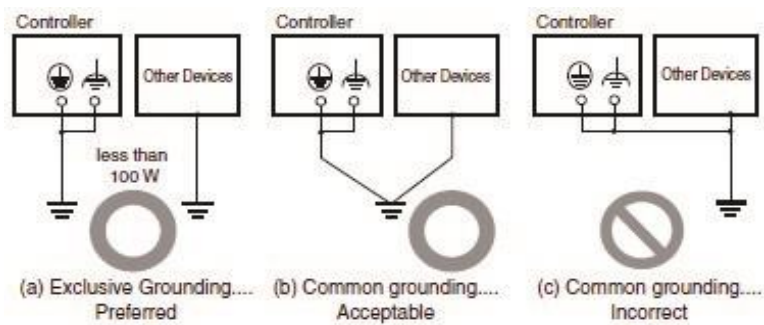 Controller
Other Devices
less than
100 W
(a) Exclusive Grounding....
Preferred
Controller
Other Devices
(b) Common grounding....
Acceptable
Controller
Other Devices
(c) Common grounding....
Incorrect